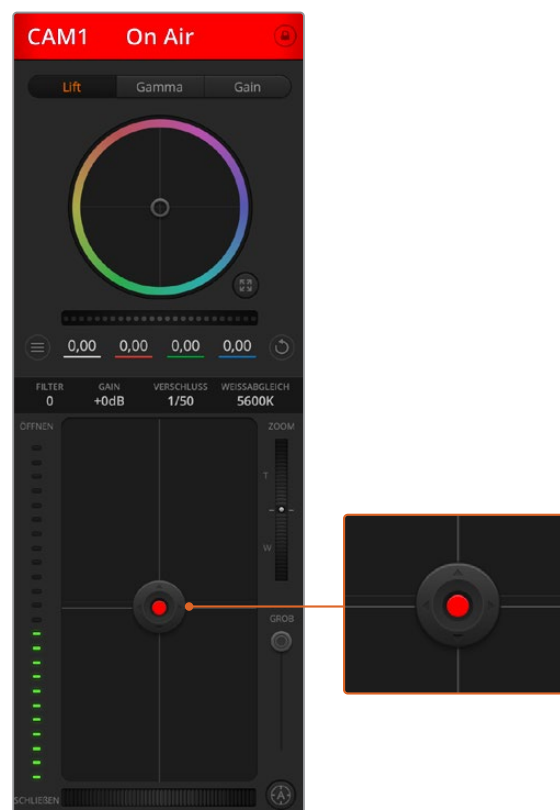 CAM1 On Air
Lift Gamma Gain
0,00 0,00 0,00 0,00
FILTER GAIN VERSCHLUSS WEISSABGLEICH
0 +0dB 1/50 5600K
ÖFFNEN ZOOM
T
W
GROB
SCHLIEẞEN A